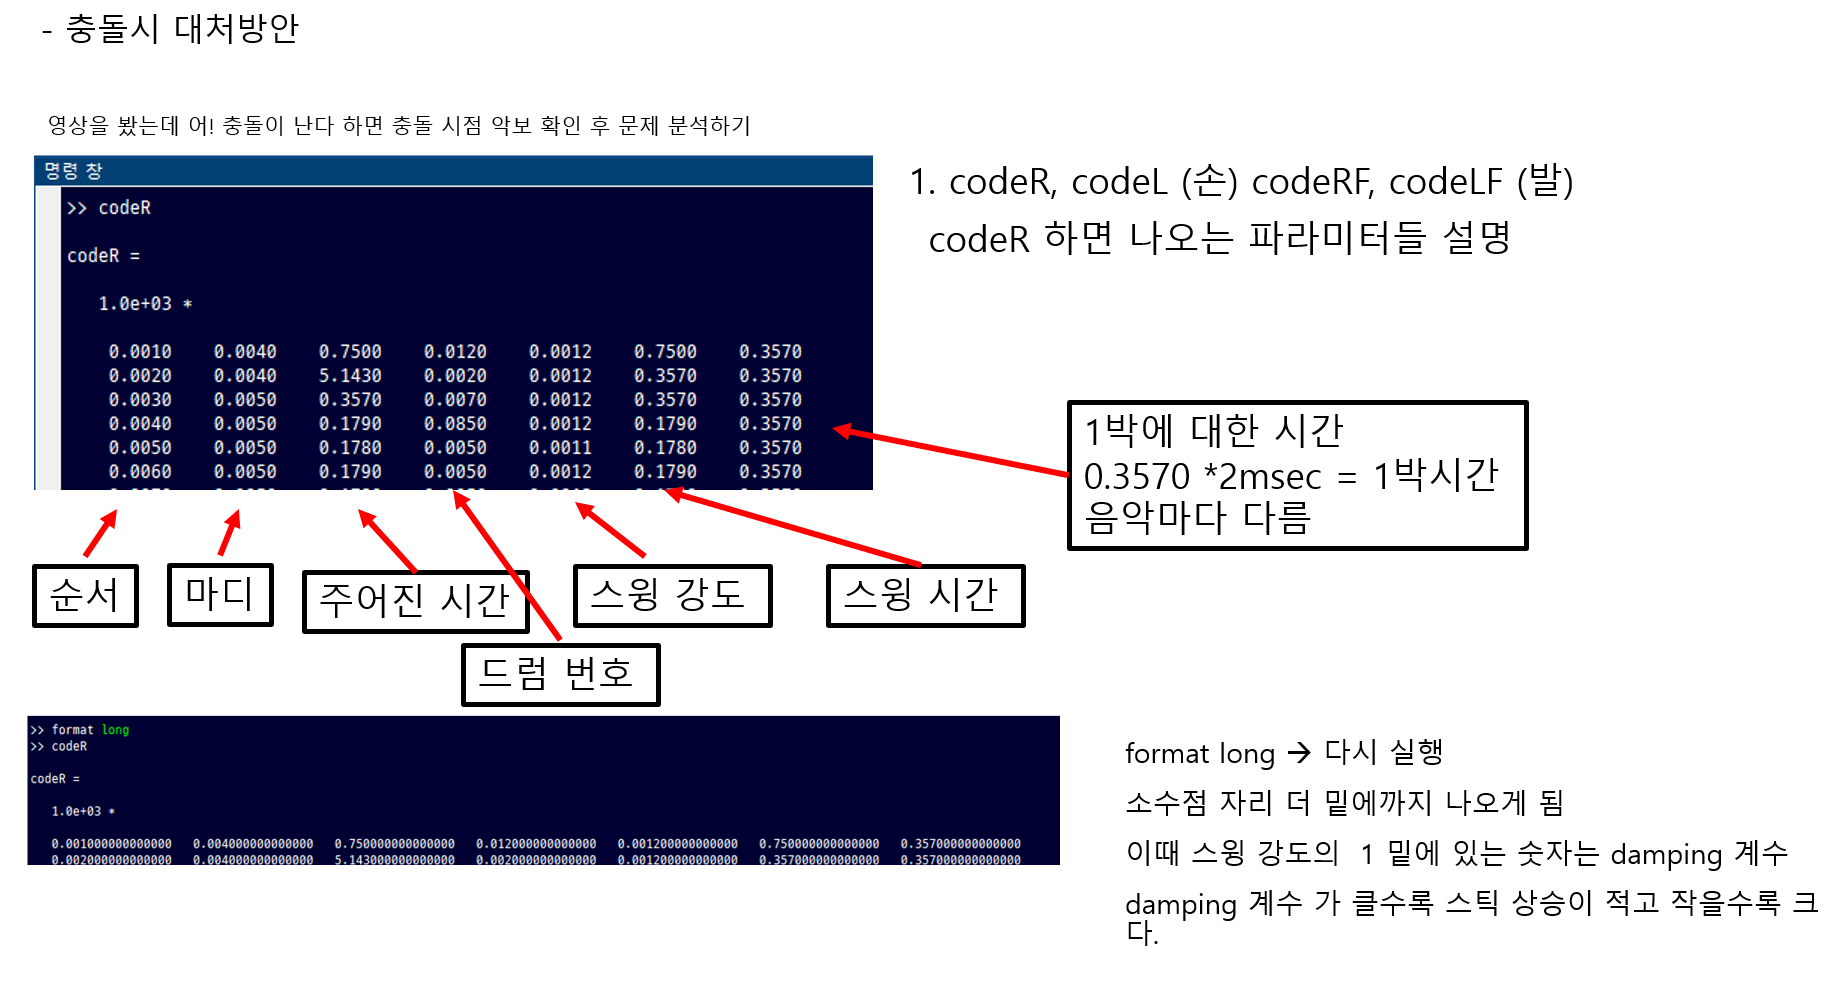 - 충돌시 대처방안
영상을 봤는데 어! 충돌이 난다 하면 충돌 시점 악보 확인 후 문제 분석하기
명령 창
>> codeR
codeR =
1.0e+03 *
0.0010 0.0040 0.7500 0.0120 0.0012 0.7500 0.3570
0.0020 0.0040 5.1430 0.0020 0.0012 0.3570 0.3570
0.0030 0.0050 0.3570 0.0070 0.0012 0.3570 0.3570
0.0040 0.0050 0.1790 0.0850 0.0012 0.1790 0.3570
0.0050 0.0050 0.1780 0.0050 0.0011 0.1780 0.3570
0.0060 0.0050 0.1790 0.0050 0.0012 0.1790 0.3570
1. codeR, codeL (손) codeRF, codeLF (발)
codeR 하면 나오는 파라미터들 설명
1박에 대한 시간
0.3570 *2msec = 1박시간
음악마다 다름
순서
마디
주어진 시간
스윙 강도
스윙 시간
드럼 번호
>> format long
>> codeR
codeR =
1.0e+03 *
0.001000000000000 0.004000000000000 0.750000000000000 0.012000000000000 0.001200000000000 0.750000000000000 0.357000000000000
0.002000000000000 0.004000000000000 5.143000000000000 0.002000000000000 0.001200000000000 0.357000000000000 0.357000000000000
format long → 다시 실행
소수점 자리 더 밑에까지 나오게 됨
이때 스윙 강도의 1 밑에 있는 숫자는 damping 계수
damping 계수 가 클수록 스틱 상승이 적고 작을수록 크
다.